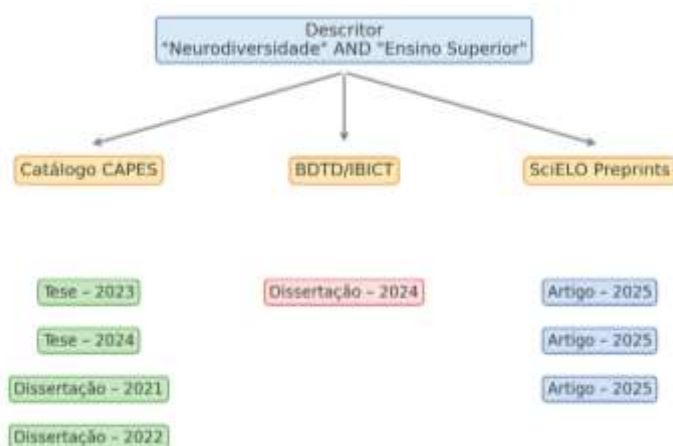 Descritor
"Neurodiversidade" AND "Ensino Superior"
Catálogo CAPES
BDTD/IBICT
SciELO Preprints
Tese – 2023
Dissertação – 2024
Artigo – 2025
Tese – 2024
Artigo – 2025
Dissertação – 2021
Artigo – 2025
Dissertação – 2022